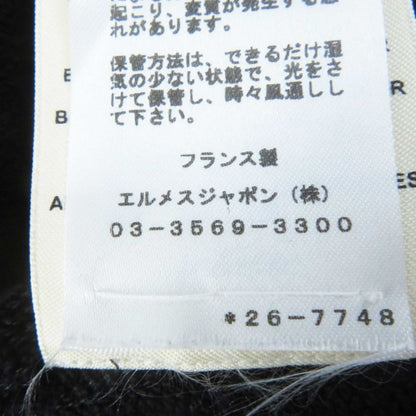 起こり、変質が発生する恐
れがあります。
保管方法は、できるだけ湿
気の少ない状態で、光をさ
けて保管し、時々風通しし
て下さい。
フランス製
エルメスジャポン（株）
03-3569-3300
*26-7748